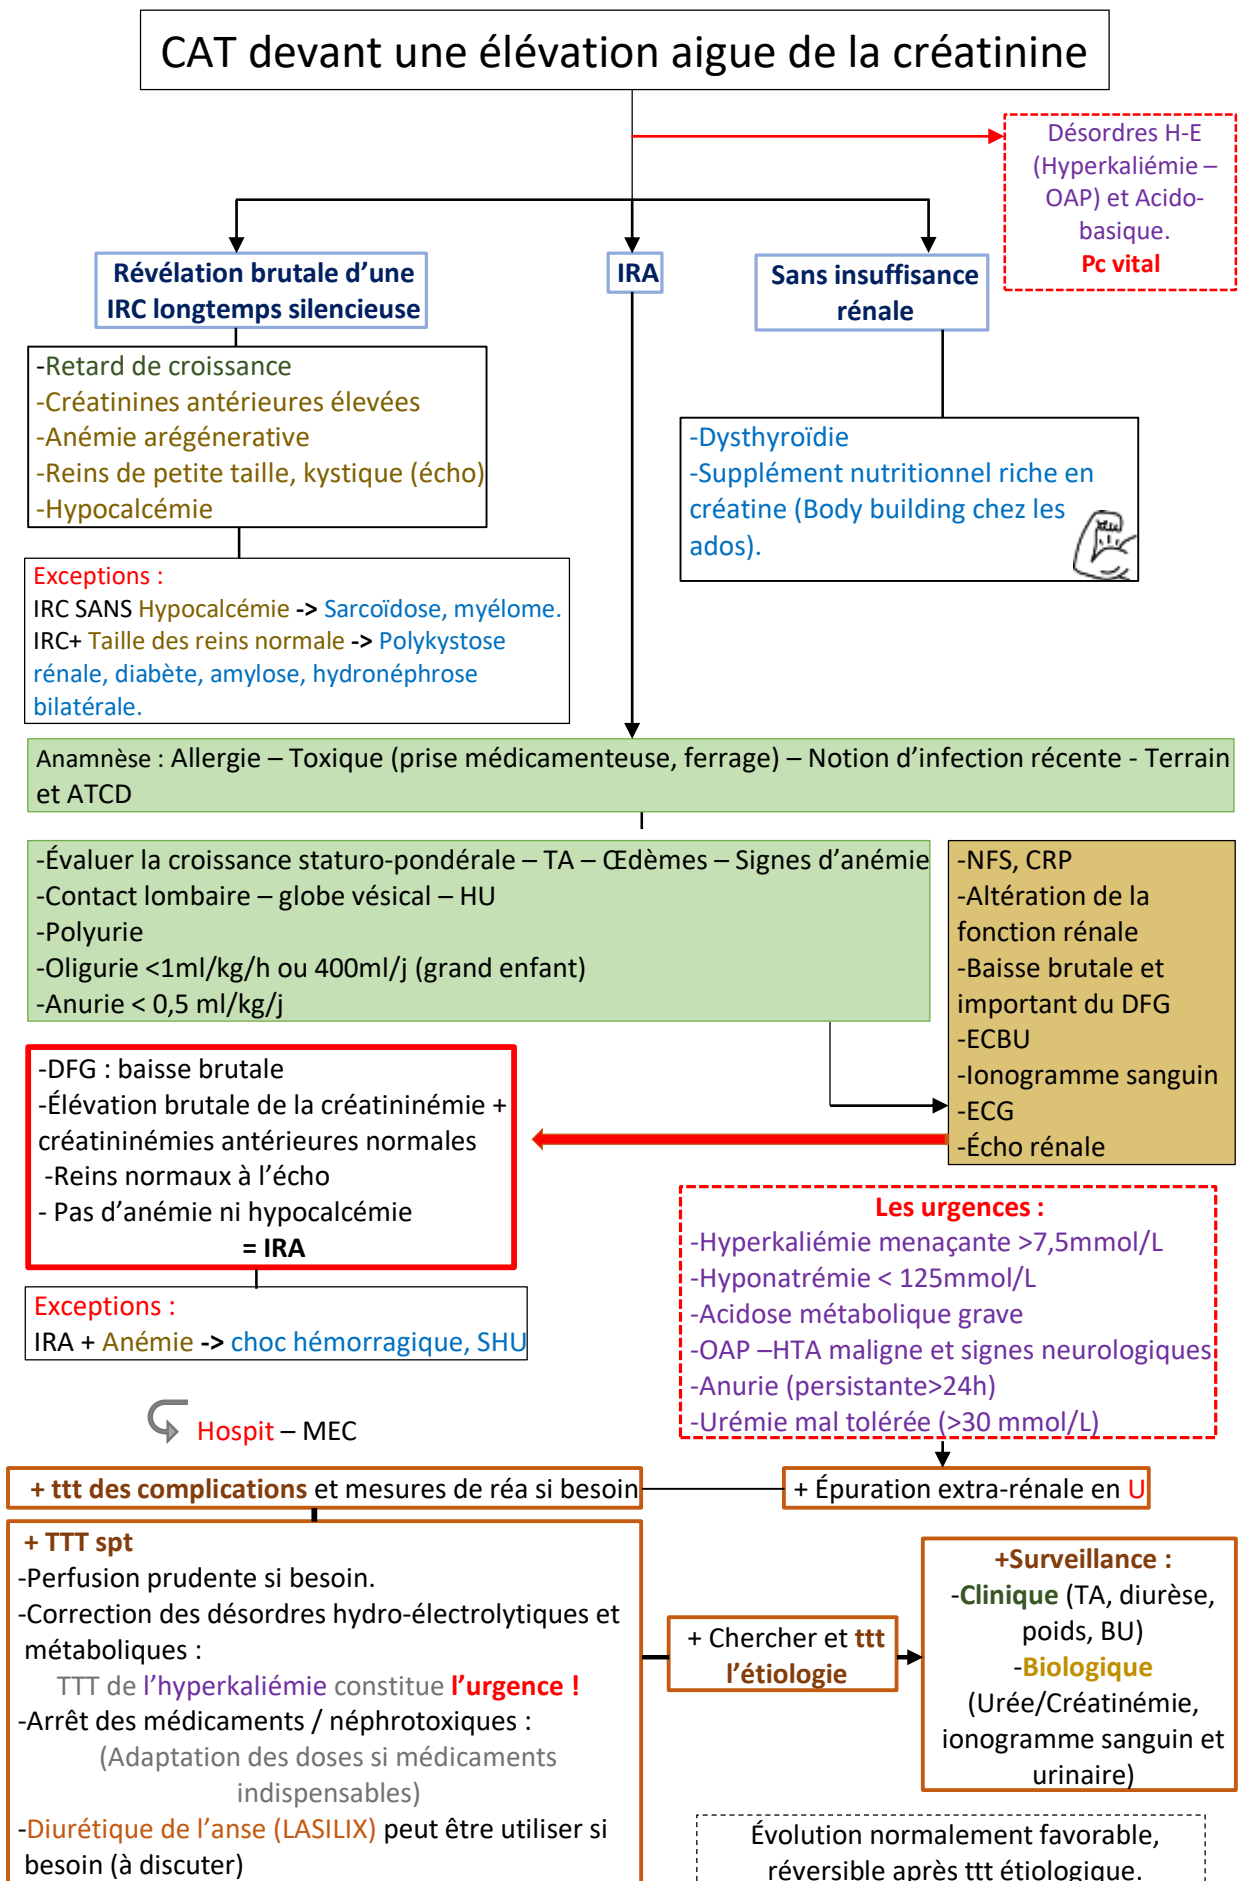 CAT devant une élévation aigue de la créatinine
Désordres H-E
(Hyperkaliémie –
OAP) et Acido-
basique.
Pc vital
Révélation brutale d'une
IRC longtemps silencieuse
IRA
Sans insuffisance
rénale
-Retard de croissance
-Créatinines antérieures élevées
-Anémie arégénerative
-Reins de petite taille, kystique (écho)
-Hypocalcémie
-Dysthyroïdie
-Supplément nutritionnel riche en
créatine (Body building chez les
ados).
Exceptions :
IRC SANS Hypocalcémie -> Sarcoïdose, myélome.
IRC+ Taille des reins normale -> Polykystose
rénale, diabète, amylose, hydronéphrose
bilatérale.
Anamnèse : Allergie – Toxique (prise médicamenteuse, ferrage) – Notion d'infection récente - Terrain
et ATCD
-Évaluer la croissance staturo-pondérale – TA – Œdèmes – Signes d'anémie
-Contact lombaire – globe vésical – HU
-Polyurie
-Oligurie <1ml/kg/h ou 400ml/j (grand enfant)
-Anurie < 0,5 ml/kg/j
-NFS, CRP
-Altération de la
fonction rénale
-Baisse brutale et
important du DFG
-ECBU
-Ionogramme sanguin
-ECG
-Écho rénale
-DFG : baisse brutale
-Élévation brutale de la créatininémie +
créatininémies antérieures normales
-Reins normaux à l'écho
- Pas d'anémie ni hypocalcémie
= IRA
Exceptions :
IRA + Anémie -> choc hémorragique, SHU
Les urgences :
-Hyperkaliémie menaçante >7,5mmol/L
-Hyponatrémie < 125mmol/L
-Acidose métabolique grave
-OAP –HTA maligne et signes neurologiques
-Anurie (persistante>24h)
-Urémie mal tolérée (>30 mmol/L)
Hospit – MEC
+ ttt des complications et mesures de réa si besoin
+ Épuration extra-rénale en U
+ TTT spt
-Perfusion prudente si besoin.
-Correction des désordres hydro-électrolytiques et
métaboliques :
TTT de l'hyperkaliémie constitue l'urgence !
-Arrêt des médicaments / néphrotoxiques :
(Adaptation des doses si médicaments
indispensables)
-Diurétique de l'anse (LASILIX) peut être utiliser si
besoin (à discuter)
+ Chercher et ttt
l'étiologie
+Surveillance :
-Clinique (TA, diurèse,
poids, BU)
-Biologique
(Urée/Créatinémie,
ionogramme sanguin et
urinaire)
Évolution normalement favorable,
réversible après ttt étiologique.